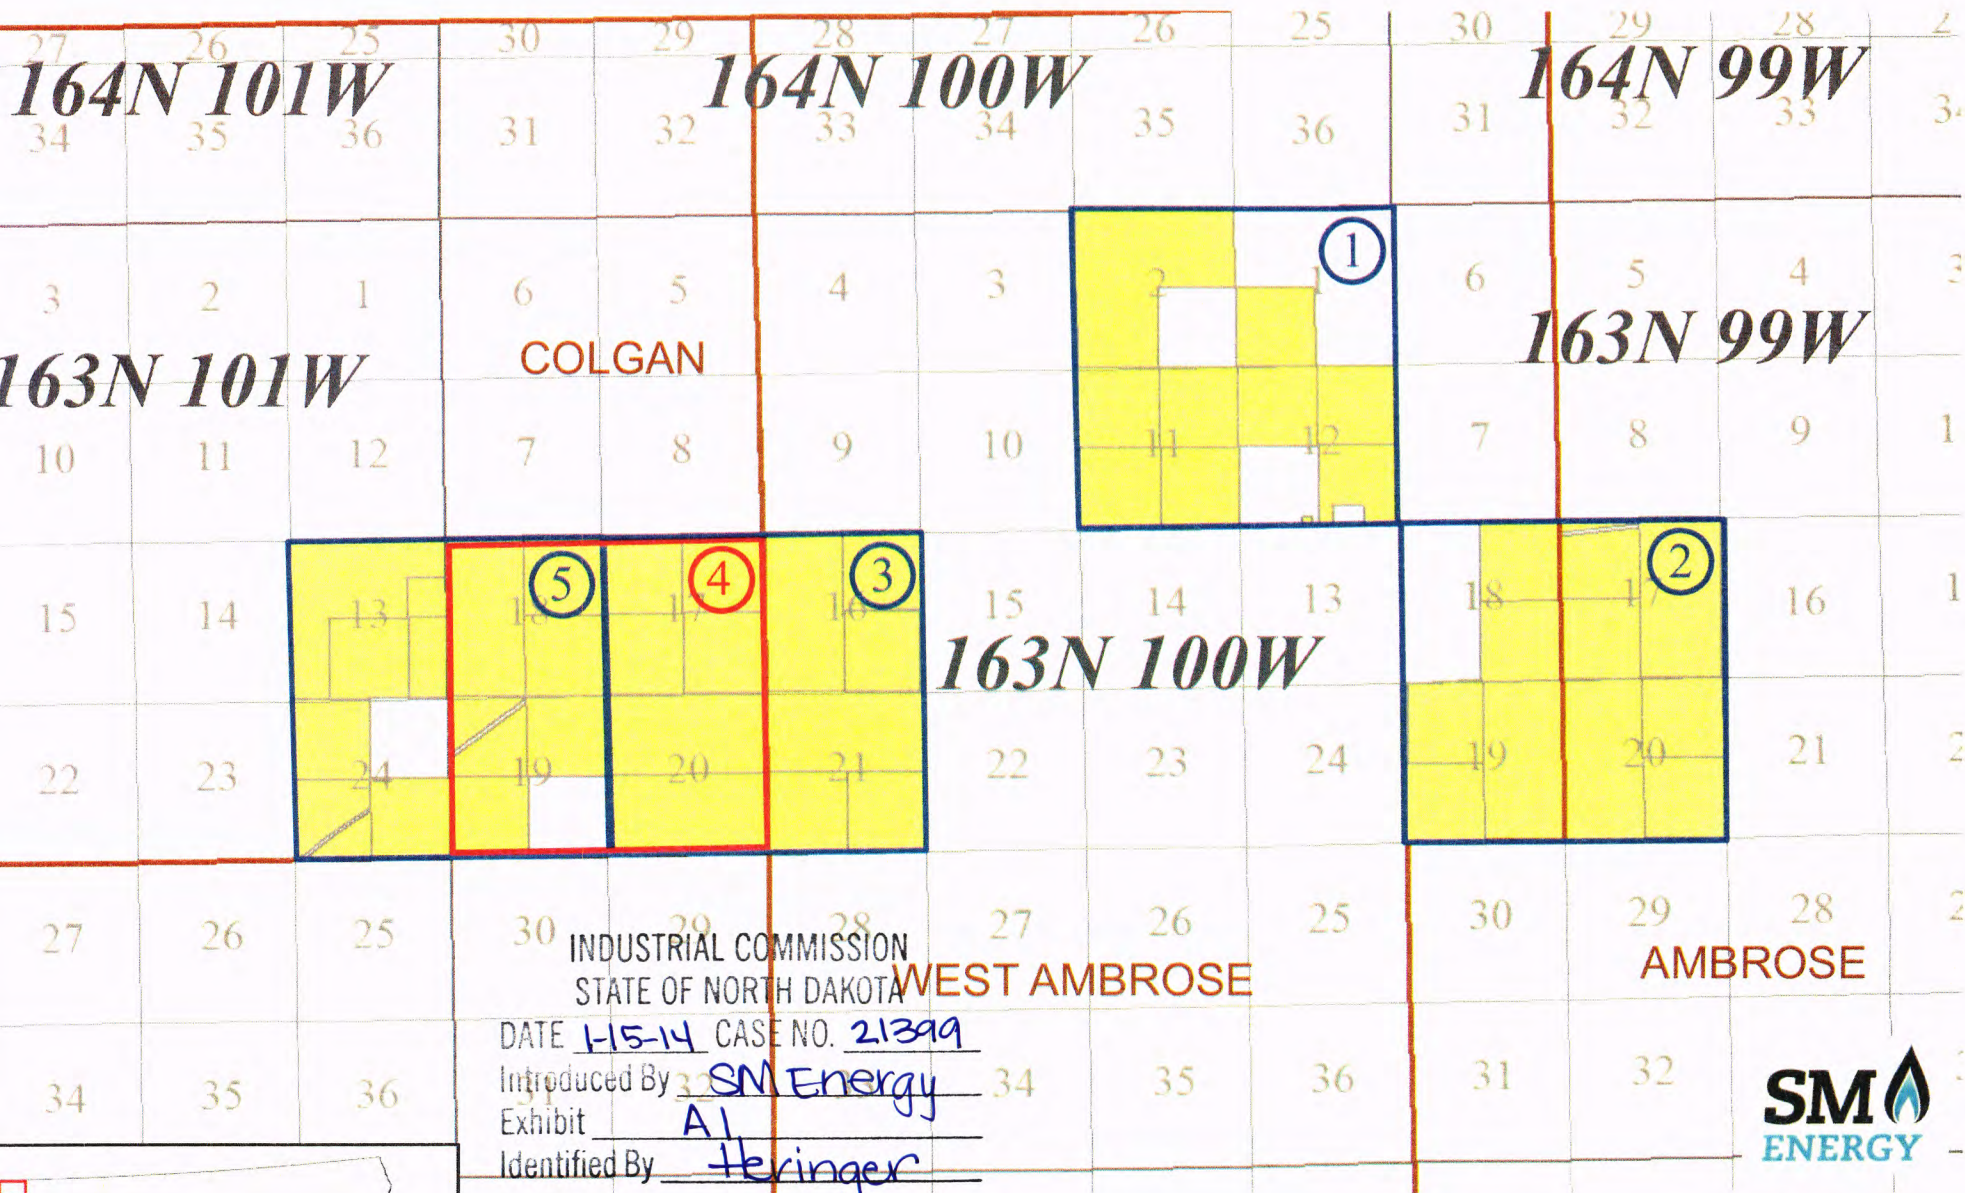 27 26 25 30 29 28 27 26 25 30 29 28
164N 101W 164N 100W 164N 99W
34 35 36 31 32 33 34 35 36 31 32 33
1
3 2 1 6 5 4 3 2 1 6 5 4 3
COLGAN
163N 101W 163N 99W
10 11 12 7 8 9 10 11 12 7 8 9
5 4 3 2
15 14 13 18 17 16 15 14 13 18 17 16
163N 100W
22 23 24 19 20 21 22 23 24 19 20 21
27 26 25 30 29 28 27 26 25 30 29 28
INDUSTRIAL COMMISSION
STATE OF NORTH DAKOTA
WEST AMBROSE
AMBROSE
DATE 1-15-14 CASE NO. 21399
Introduced By SM Energy
34 35 36 31 32 33 34 35 36 31 32
Exhibit A1
Identified By Heringer
SM
ENERGY